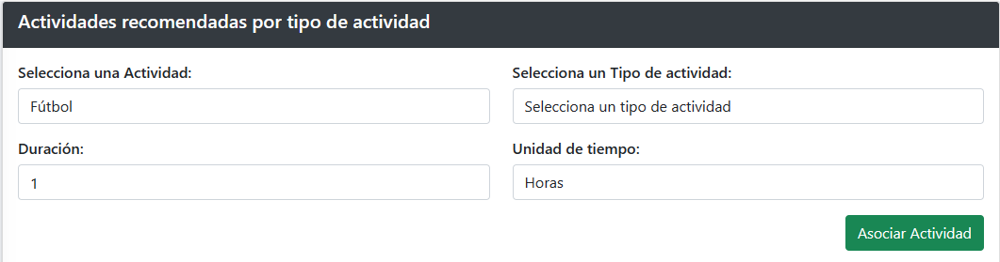 Actividades recomendadas por tipo de actividad
Selecciona una Actividad:
Fútbol
Selecciona un Tipo de actividad:
Selecciona un tipo de actividad
Duración:
1
Unidad de tiempo:
Horas
Asociar Actividad